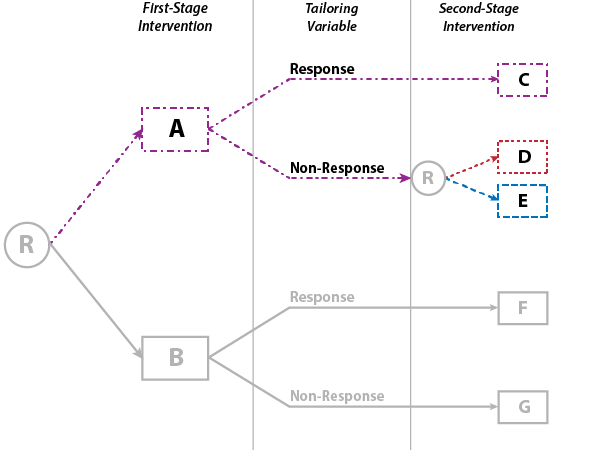 First-Stage
Intervention
Tailoring
Variable
Second-Stage
Intervention
Response
C
A
D
Non-Response
R
E
R
Response
F
B
Non-Response
G